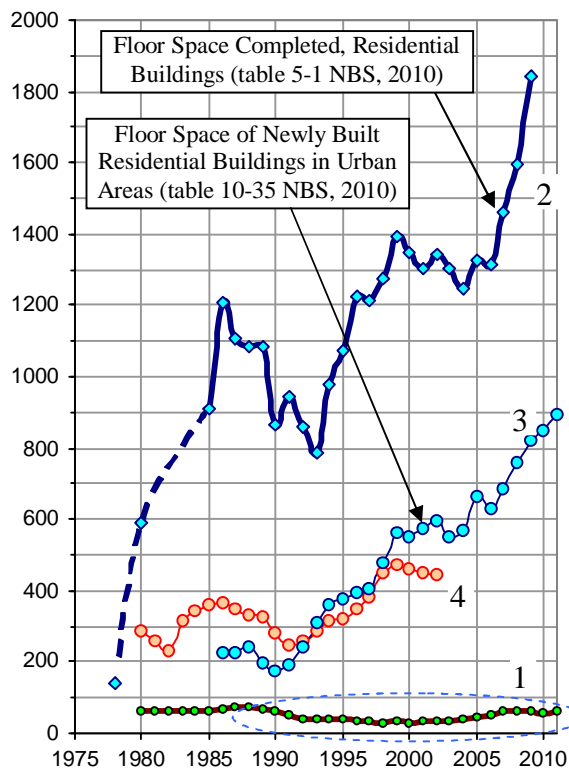 2000
Floor Space Completed, Residential
Buildings (table 5-1 NBS, 2010)
1800
Floor Space of Newly Built
Residential Buildings in Urban
Areas (table 10-35 NBS, 2010)
1600
2
1400
1200
1000
3
800
600
4
400
200
1
0
1975 1980 1985 1990 1995 2000 2005 2010